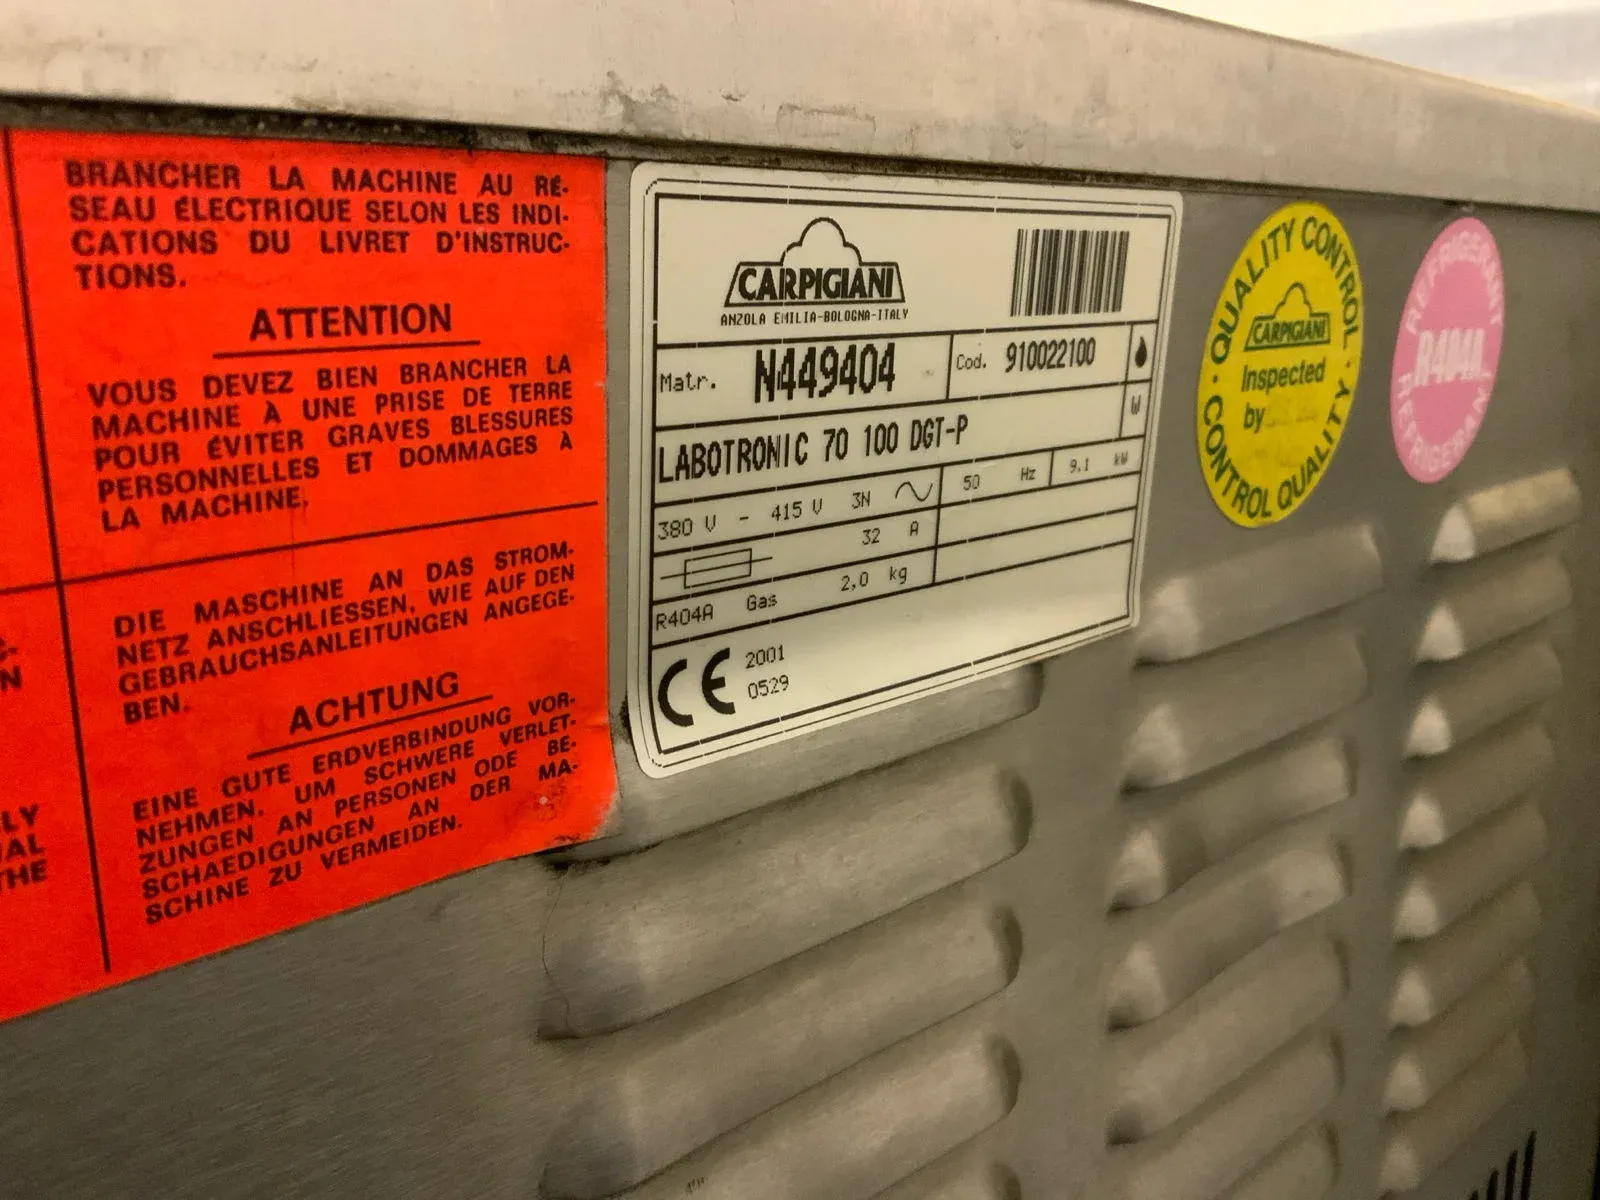 BRANCHER LA MACHINE AU RÉ-
SEAU ÉLECTRIQUE SELON LES INDI-
CATIONS DU LIVRET D'INSTRUC-
TIONS.
ATTENTION
VOUS DEVEZ BIEN BRANCHER LA
MACHINE À UNE PRISE DE TERRE
POUR ÉVITER GRAVES BLESSURES
PERSONNELLES ET DOMMAGES À
LA MACHINE.
DIE MASCHINE AN DAS STROM-
NETZ ANSCHLIESSEN, WIE AUF DEN
GEBRAUCHSANLEITUNGEN ANGEGE-
BEN.
ACHTUNG
EINE GUTE ERDVERBINDUNG VOR-
NEHMEN, UM SCHWERE VERLET-
ZUNGEN AN PERSONEN ODE BE-
SCHAEDIGUNGEN AN DER MA-
SCHINE ZU VERMEIDEN.
THE
CARPIGIANI
ANZOLA EMILIA-BOLOGNA-ITALY
Matr. N449404 Cod. 910022100
W
LABOTRONIC 70 100 DGT-P
380 V - 415 V 3N 50 Hz 9.1 kW
32 A
R404A Gas 2,0 kg
CE 2001
0529
QUALITY CONTROL
CARPIGIANI
Inspected
by
CONTROL QUALITY
REFRIGERANT
R404A
REFRIGERANT